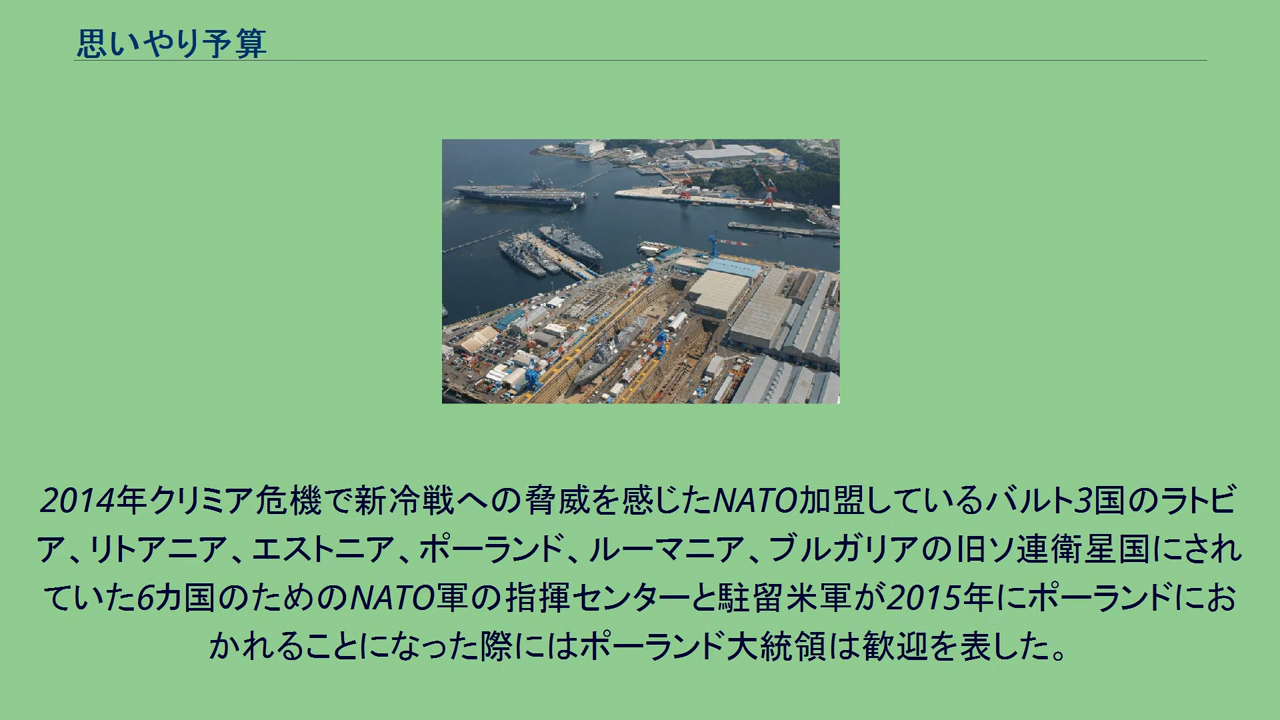 思いやり予算
2014年クリミア危機で新冷戦への脅威を感じたNATO加盟しているバルト3国のラトビ
ア、リトアニア、エストニア、ポーランド、ルーマニア、ブルガリアの旧ソ連衛星国にされ
ていた6カ国のためのNATO軍の指揮センターと駐留米軍が2015年にポーランドにお
かれることになった際にはポーランド大統領は歓迎を表した。